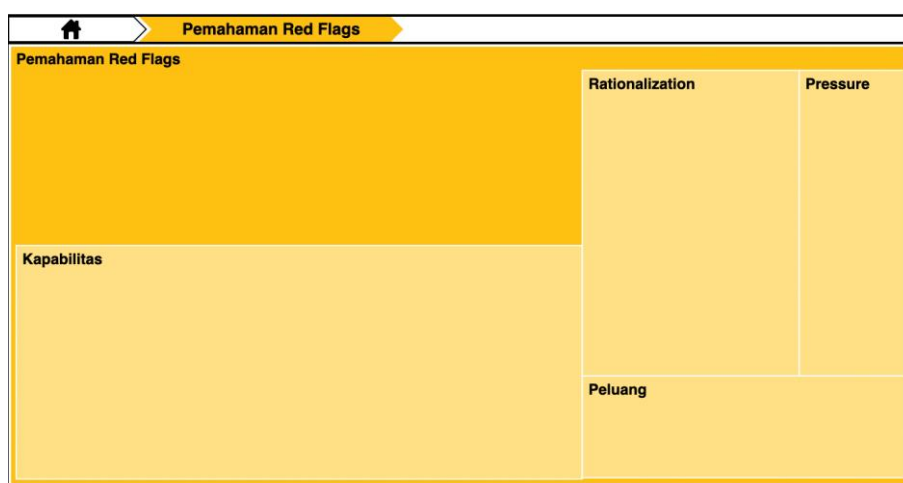 Pemahaman Red Flags
Pemahaman Red Flags
Rationalization
Pressure
Kapabilitas
Peluang